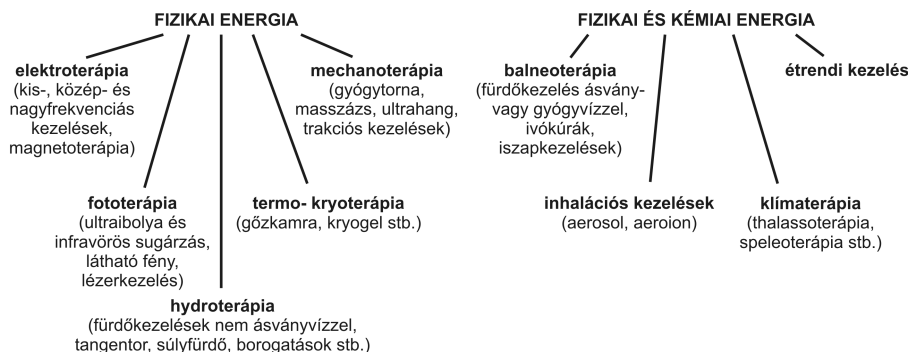 FIZIKAI ENERGIA
elektroterápia
(kis-, közép- és
nagyfrekvenciás
kezelések,
magnetoterápia)
mechanoterápia
(gyógytorna,
masszázs, ultrahang,
trakciós kezelések)
fototerápia
(ultraibolya és
infravörös sugárzás,
látható fény,
lézerkezelés)
termo- kryoterápia
(gőzkamra, kryogel stb.)
hydroterápia
(fürdőkezelések nem ásványvízzel,
tangentor, súlyfürdő, borogatások stb.)
FIZIKAI ÉS KÉMIAI ENERGIA
balneoterápia
(fürdőkezelés ásvány-
vagy gyógyvízzel,
ivókúrák,
iszapkezelések)
étrendi kezelés
inhalációs kezelések
(aerosol, aeroion)
klímaterápia
(thalassoterápia,
speleoterápia stb.)